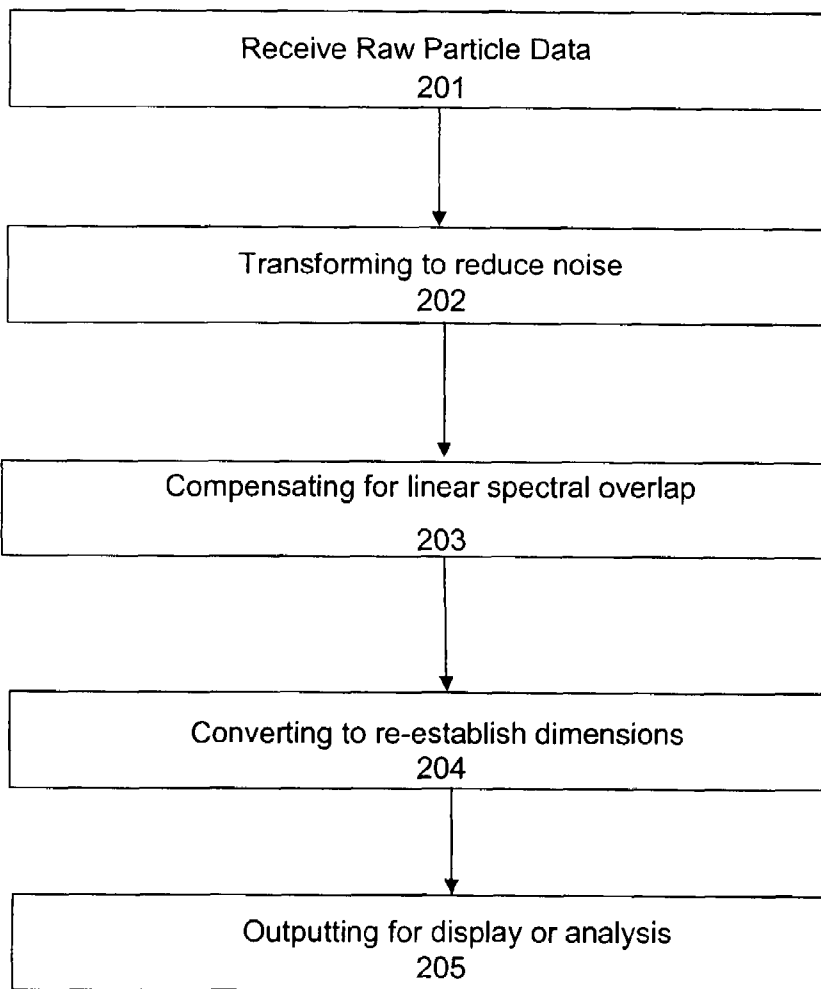 Receive Raw Particle Data
201
Transforming to reduce noise
202
Compensating for linear spectral overlap
203
Converting to re-establish dimensions
204
Outputting for display or analysis
205